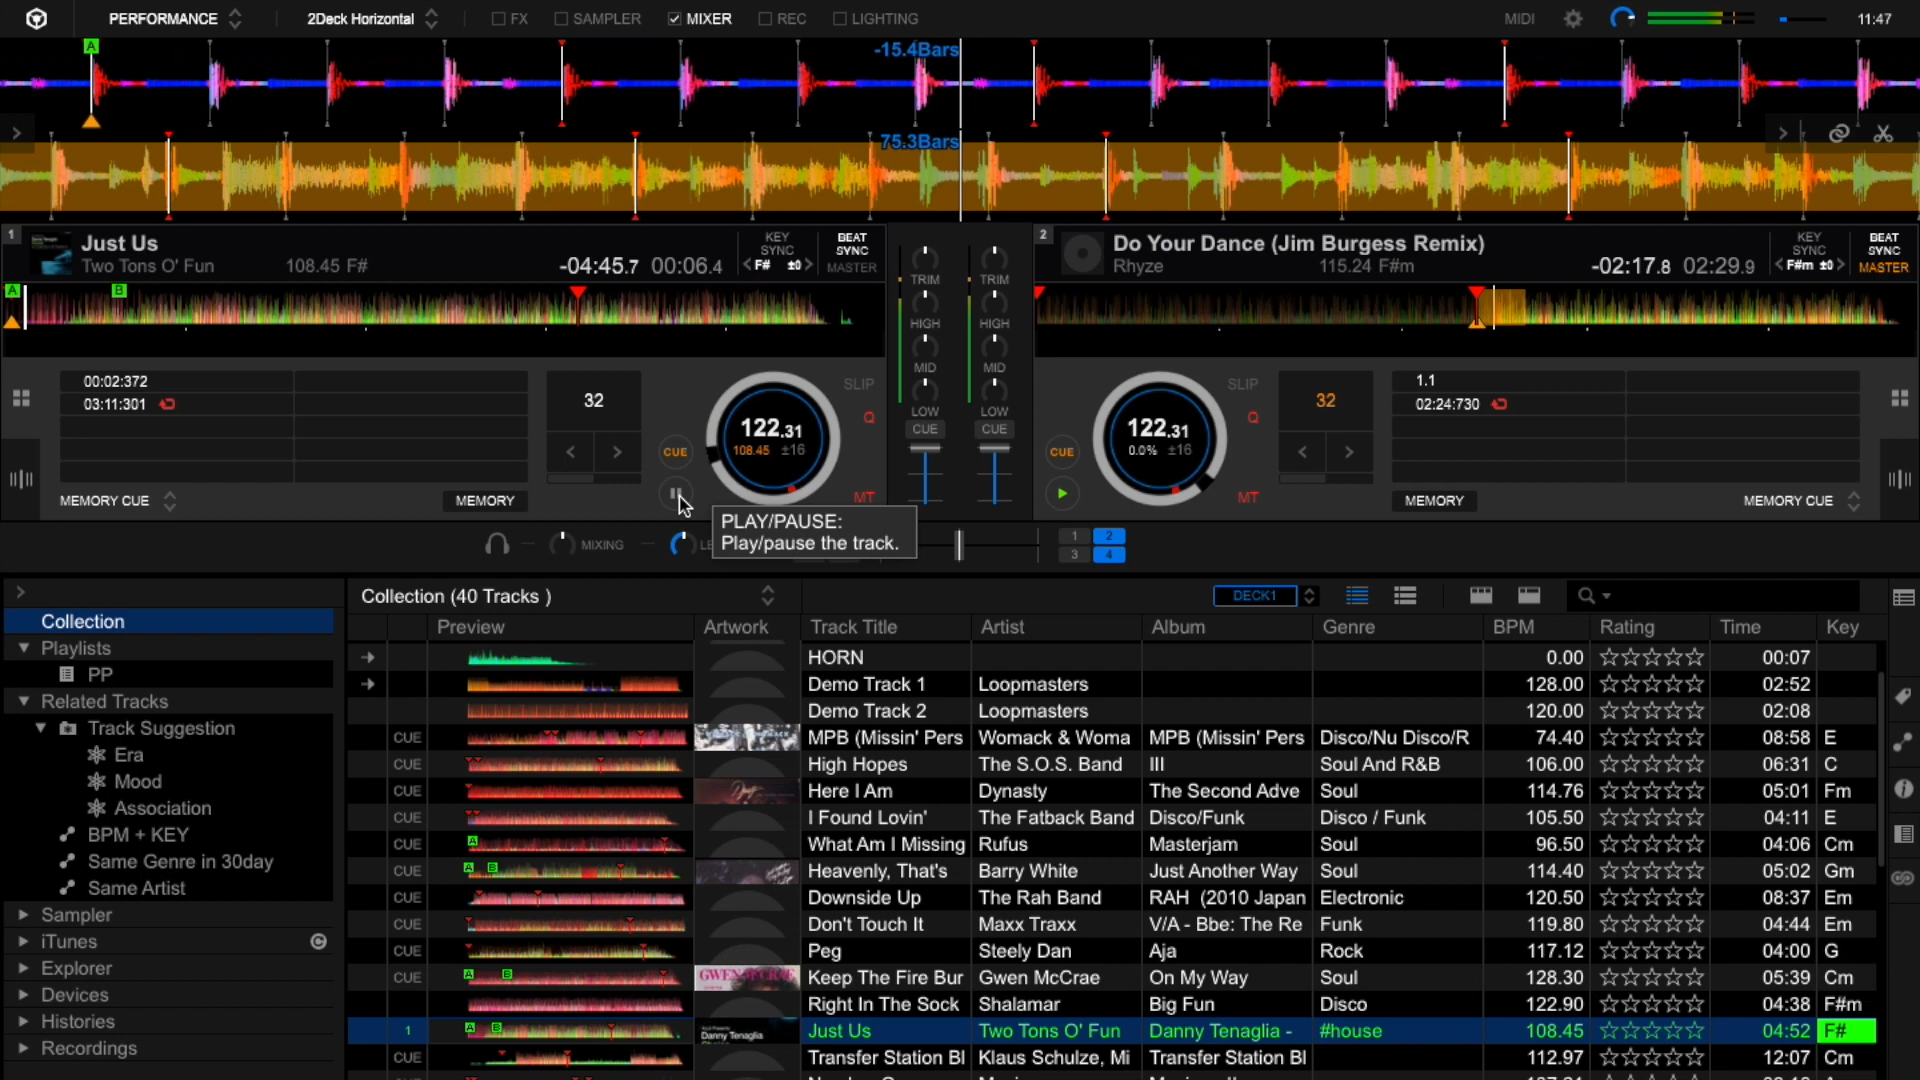 PERFORMANCE 2Deck Horizontal FX SAMPLER MIXER REC LIGHTING MIDI 11:47
A -15.4Bars
75.3Bars
1 Just Us KEY SYNC BEAT SYNC
Two Tons O' Fun 108.45 F# -04:45.7 00:06.4 F# ±0 MASTER
A B
TRIM TRIM
HIGH HIGH
MID MID
LOW LOW
CUE CUE
2 Do Your Dance (Jim Burgess Remix) KEY SYNC BEAT SYNC
Rhyze 115.24 F#m -02:17.8 02:29.9 F#m ±0 MASTER
00:02:372
03:11:301
MEMORY CUE MEMORY
32
CUE
122.31
108.45 ±16
SLIP
Q
MT
CUE
122.31
0.0% ±16
SLIP
Q
MT
32
1.1
02:24:730
MEMORY MEMORY CUE
PLAY/PAUSE:
Play/pause the track.
MIXING LE
1 2
3 4
Collection
Playlists
PP
Related Tracks
Track Suggestion
Era
Mood
Association
BPM + KEY
Same Genre in 30day
Same Artist
Sampler
iTunes
Explorer
Devices
Histories
Recordings
Collection (40 Tracks ) DECK1
Preview Artwork Track Title Artist Album Genre BPM Rating Time Key
HORN 0.00 00:07
Demo Track 1 Loopmasters 128.00 02:52
Demo Track 2 Loopmasters 120.00 02:08
CUE MPB (Missin' Pers Womack & Woma MPB (Missin' Pers Disco/Nu Disco/R 74.40 08:58 E
CUE High Hopes The S.O.S. Band III Soul And R&B 106.00 06:31 C
CUE Here I Am Dynasty The Second Adve Soul 114.76 05:01 Fm
CUE I Found Lovin' The Fatback Band Disco/Funk Disco / Funk 105.50 04:11 E
CUE A What Am I Missing Rufus Masterjam Soul 96.50 04:06 Cm
CUE A B Heavenly, That's Barry White Just Another Way Soul 114.40 05:02 Gm
CUE Downside Up The Rah Band RAH (2010 Japan Electronic 120.50 08:37 Em
CUE Don't Touch It Maxx Traxx V/A - Bbe: The Re Funk 119.80 04:44 Em
CUE Peg Steely Dan Aja Rock 117.12 04:00 G
CUE A B GWEN McCRAE Keep The Fire Bur Gwen McCrae On My Way Soul 128.30 05:39 Cm
Right In The Sock Shalamar Big Fun Disco 122.90 04:38 F#m
1 A B Danny Tenaglia Just Us Two Tons O' Fun Danny Tenaglia - #house 108.45 04:52 F#
CUE Transfer Station Bl Klaus Schulze, Mi Transfer Station Bl 112.97 12:07 Cm